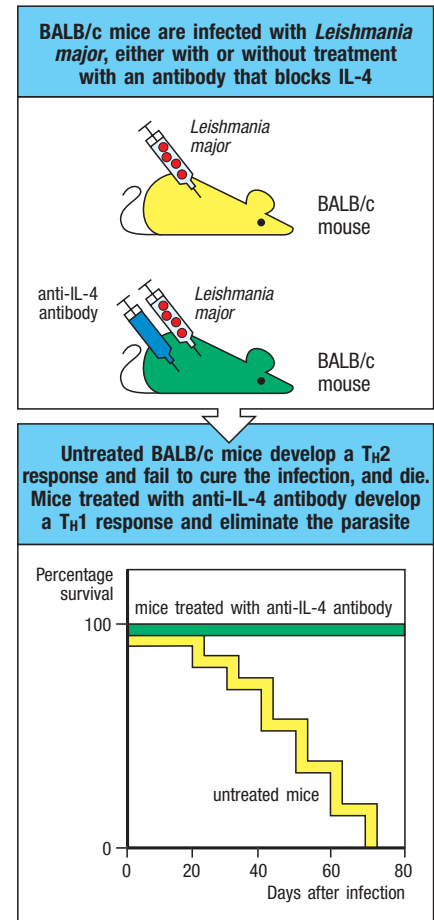 BALB/c mice are infected with Leishmania
major, either with or without treatment
with an antibody that blocks IL-4
Leishmania
major
BALB/c
mouse
anti-IL-4
antibody
Leishmania
major
BALB/c
mouse
Untreated BALB/c mice develop a TH2
response and fail to cure the infection, and die.
Mice treated with anti-IL-4 antibody develop
a TH1 response and eliminate the parasite
Percentage
survival
mice treated with anti-IL-4 antibody
100
untreated mice
0
0 20 40 60 80
Days after infection